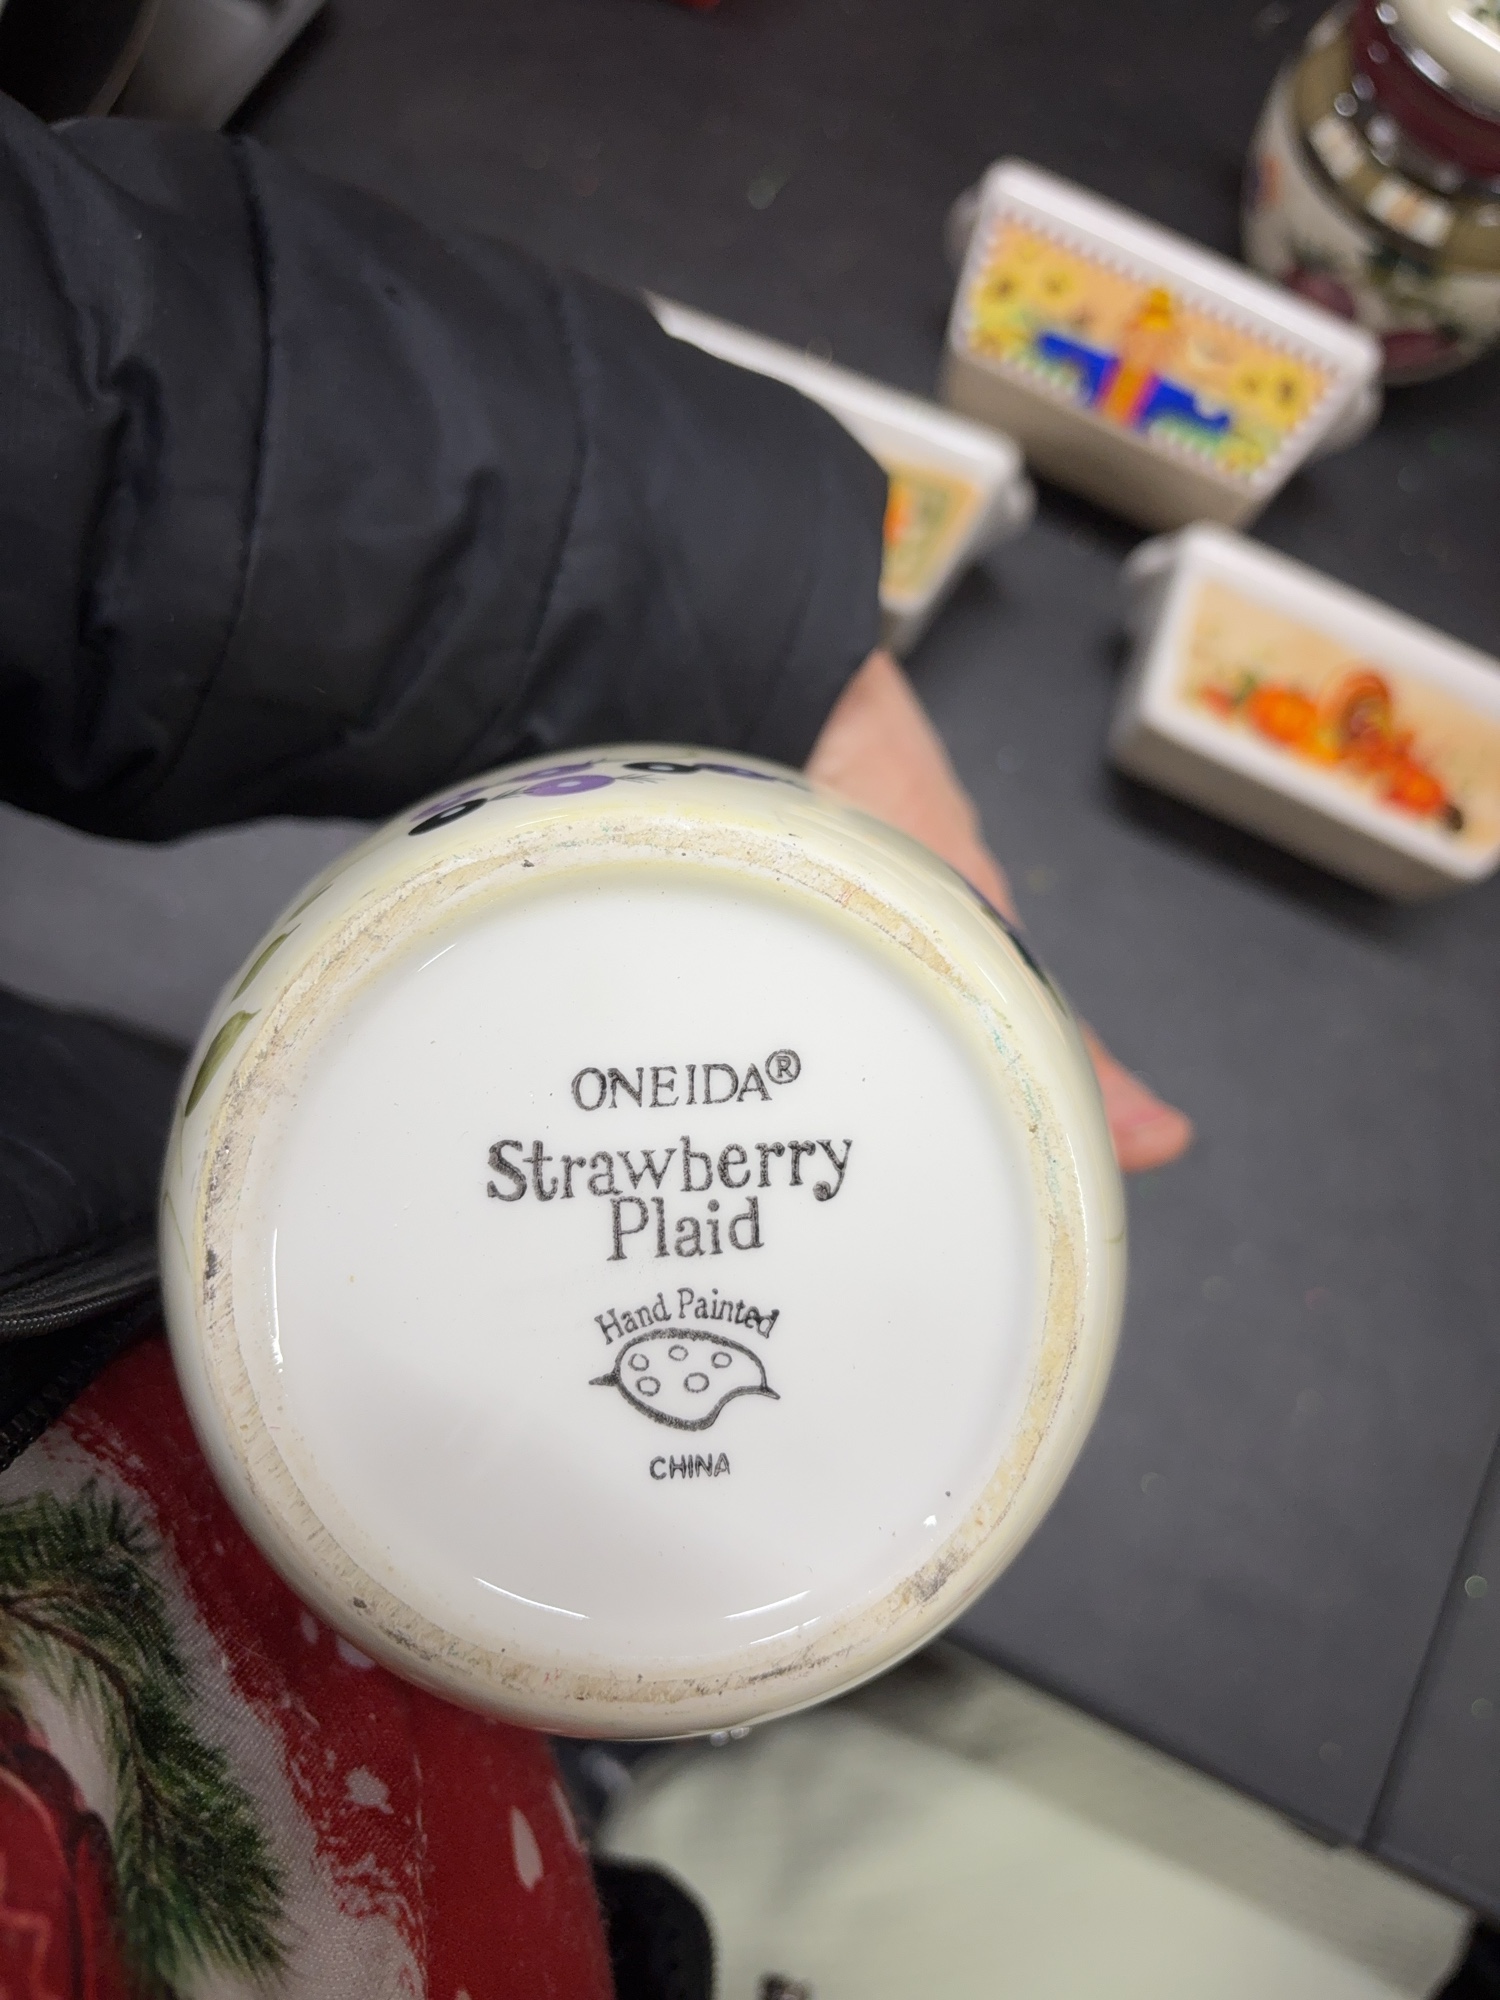 ONEIDA®
Strawberry
Plaid
Hand Painted
CHINA